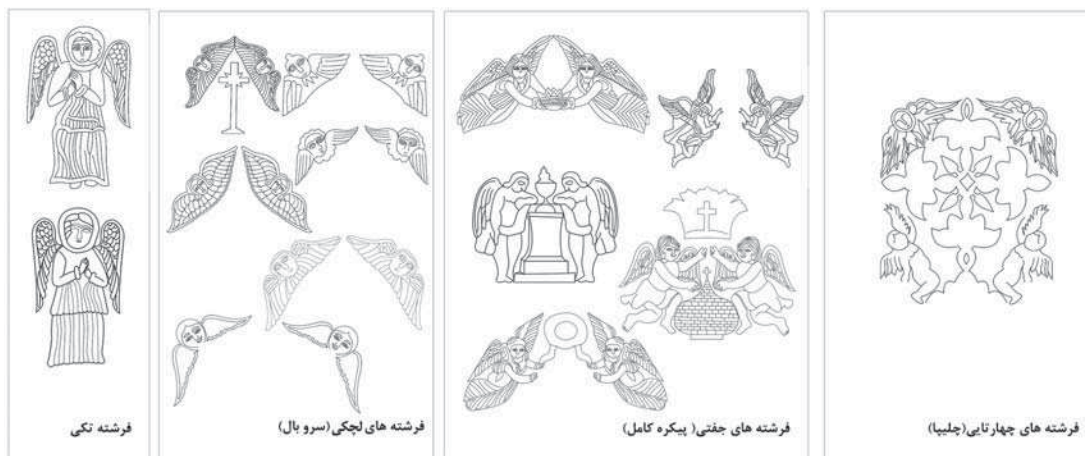 فرشته های چهارتایی(چلیپا)
فرشته های جفتی( پیکره کامل)
فرشته های لچکی(سرو بال)
فرشته تکی